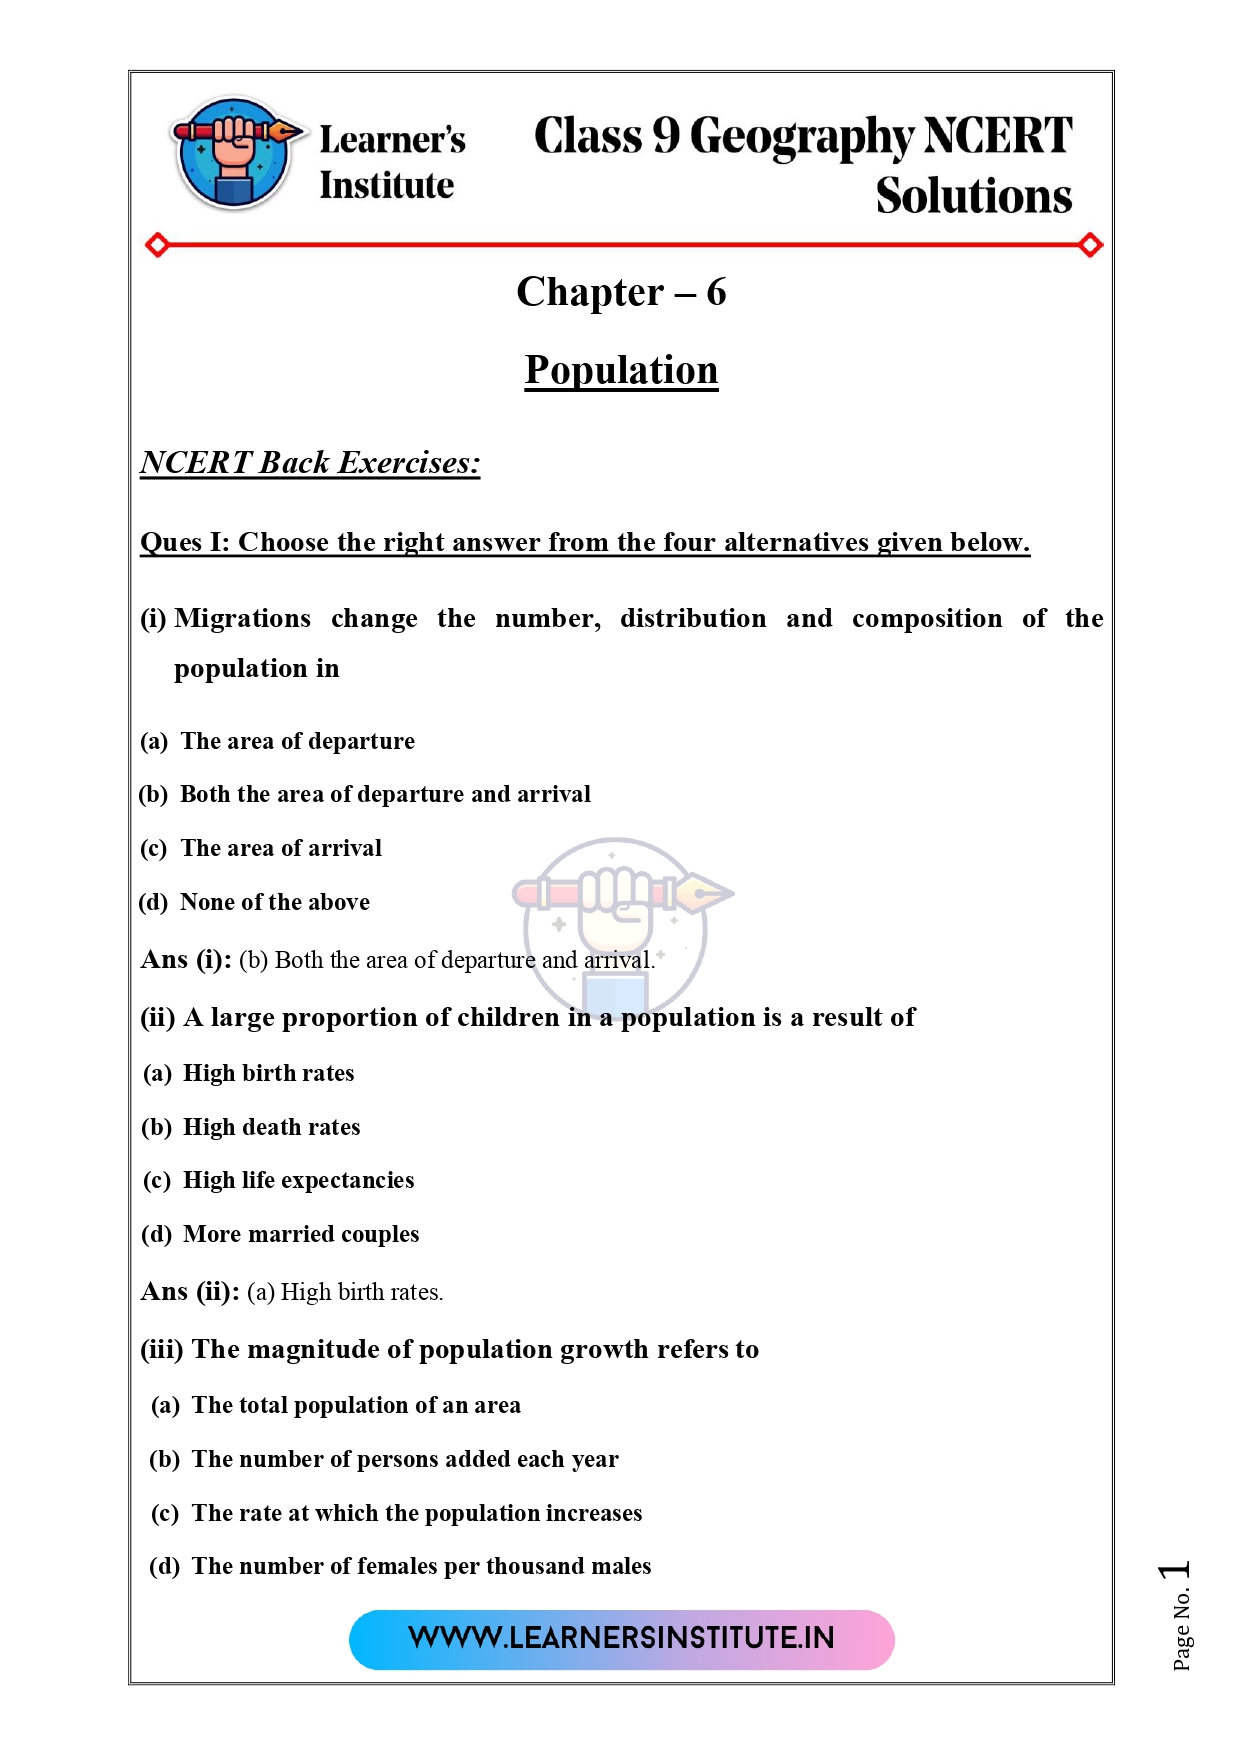 Learner's
Institute
Class 9 Geography NCERT
Solutions
Chapter – 6
Population
NCERT Back Exercises:
Ques I: Choose the right answer from the four alternatives given below.
(i) Migrations change the number, distribution and composition of the
population in
(a) The area of departure
(b) Both the area of departure and arrival
(c) The area of arrival
(d) None of the above
Ans (i): (b) Both the area of departure and arrival.
(ii) A large proportion of children in a population is a result of
(a) High birth rates
(b) High death rates
(c) High life expectancies
(d) More married couples
Ans (ii): (a) High birth rates.
(iii) The magnitude of population growth refers to
(a) The total population of an area
(b) The number of persons added each year
(c) The rate at which the population increases
(d) The number of females per thousand males
WWW.LEARNERSINSTITUTE.IN
Page No. 1